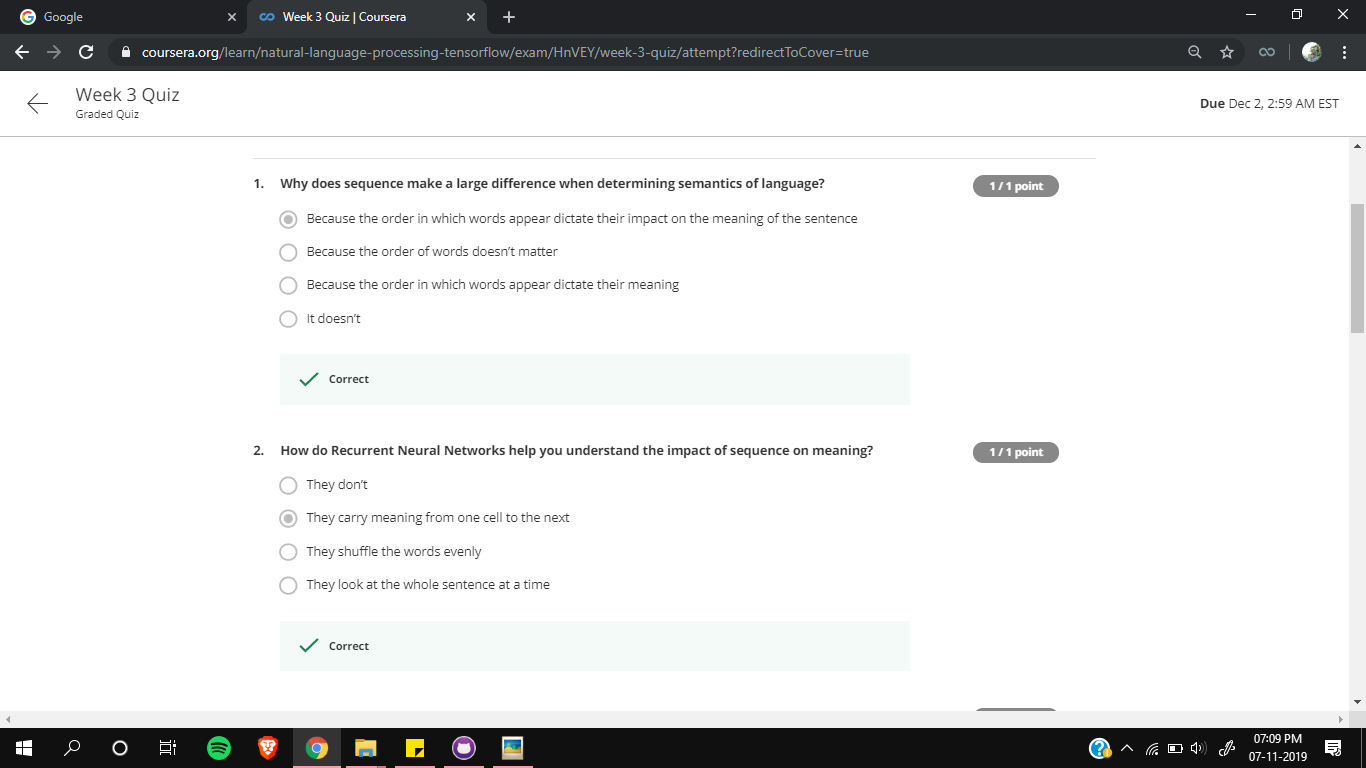 Google
Week 3 Quiz | Coursera
coursera.org/learn/natural-language-processing-tensorflow/exam/HnVEY/week-3-quiz/attempt?redirectToCover=true
Week 3 Quiz
Graded Quiz
Due Dec 2, 2:59 AM EST
1. Why does sequence make a large difference when determining semantics of language?
1 / 1 point
Because the order in which words appear dictate their impact on the meaning of the sentence
Because the order of words doesn’t matter
Because the order in which words appear dictate their meaning
It doesn’t
Correct
2. How do Recurrent Neural Networks help you understand the impact of sequence on meaning?
1 / 1 point
They don’t
They carry meaning from one cell to the next
They shuffle the words evenly
They look at the whole sentence at a time
Correct
07:09 PM
07-11-2019